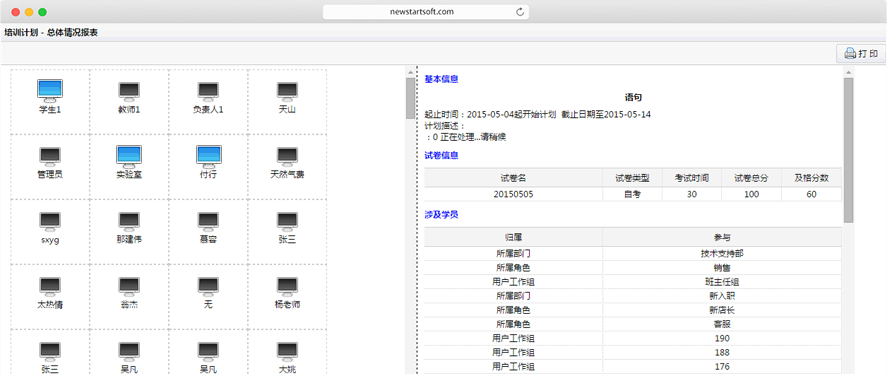 newstartsoft.com
培训计划 - 总体情况报表
打 印
学生1 教师1 负责人1 天山
管理员 实验室 付行 天然气费
sxyg 那建伟 慕容 张三
太热情 翁杰 无 杨老师
张三 吴凡 吴凡 大姚
基本信息
语句
起止时间：2015-05-04起开始计划 截止日期至2015-05-14
计划描述：
：0 正在处理...请稍候
试卷信息
试卷名 试卷类型 考试时间 试卷总分 及格分数
20150505 自考 30 100 60
涉及学员
归属 参与
所属部门 技术支持部
所属角色 销售
用户工作组 班主任组
所属部门 新入职
所属角色 新店长
所属角色 客服
用户工作组 190
用户工作组 188
用户工作组 176